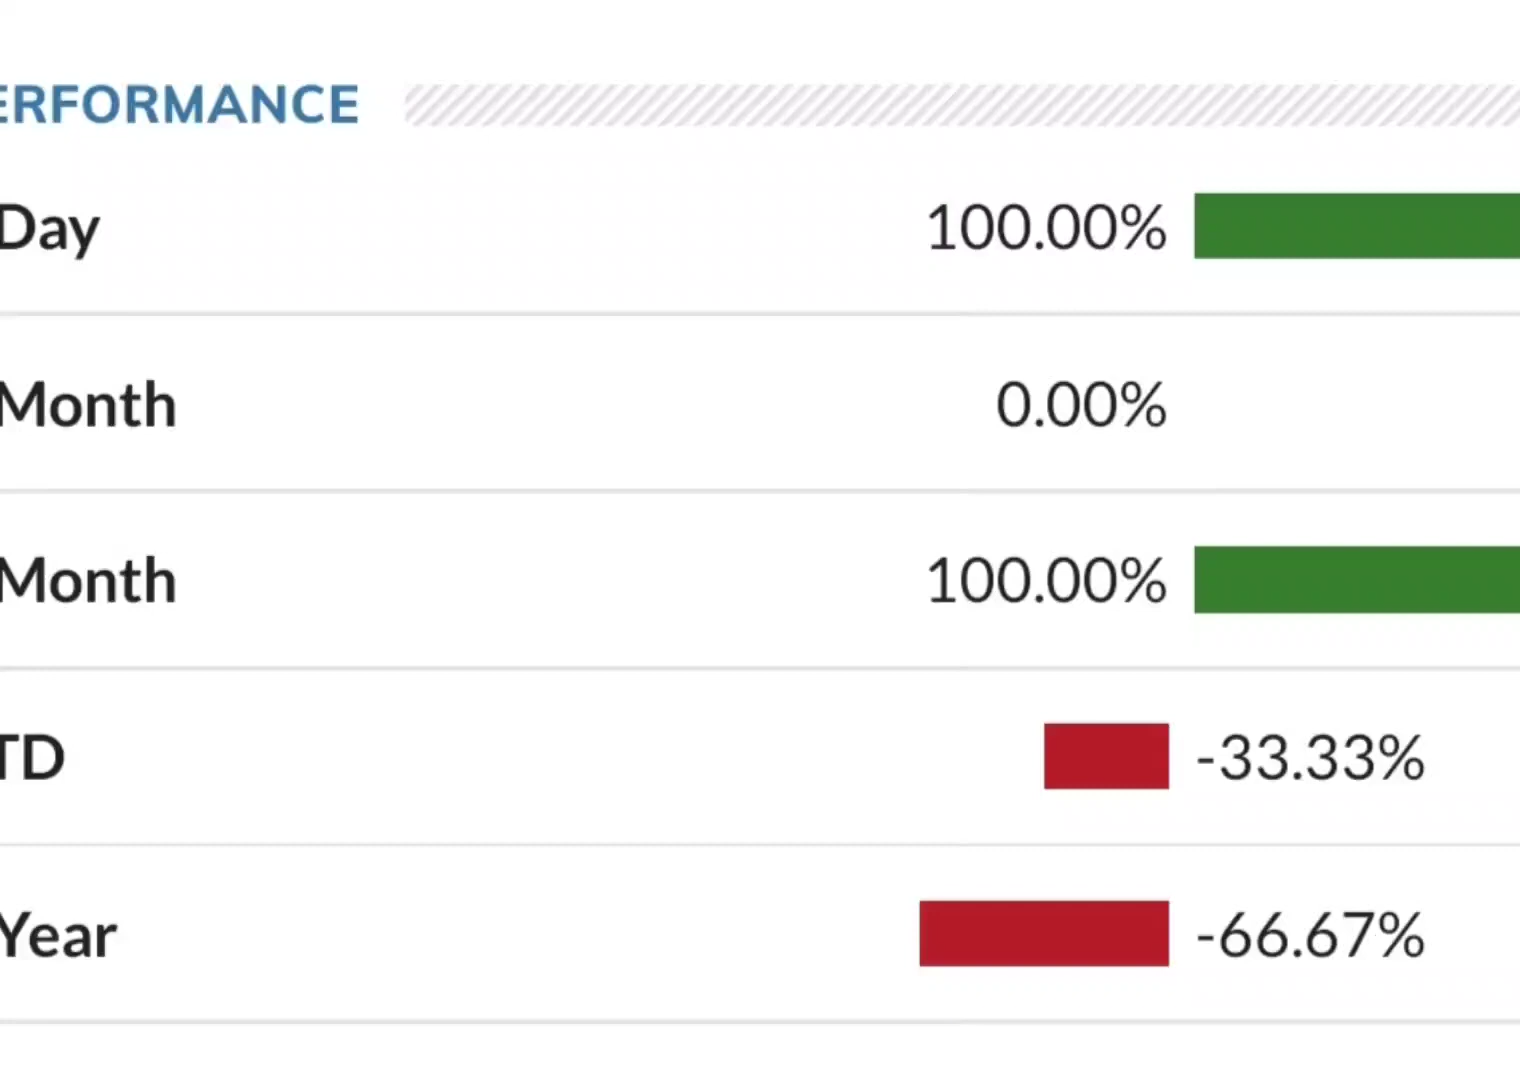 ERFORMANCE
Day 100.00%
Month 0.00%
Month 100.00%
TD -33.33%
Year -66.67%